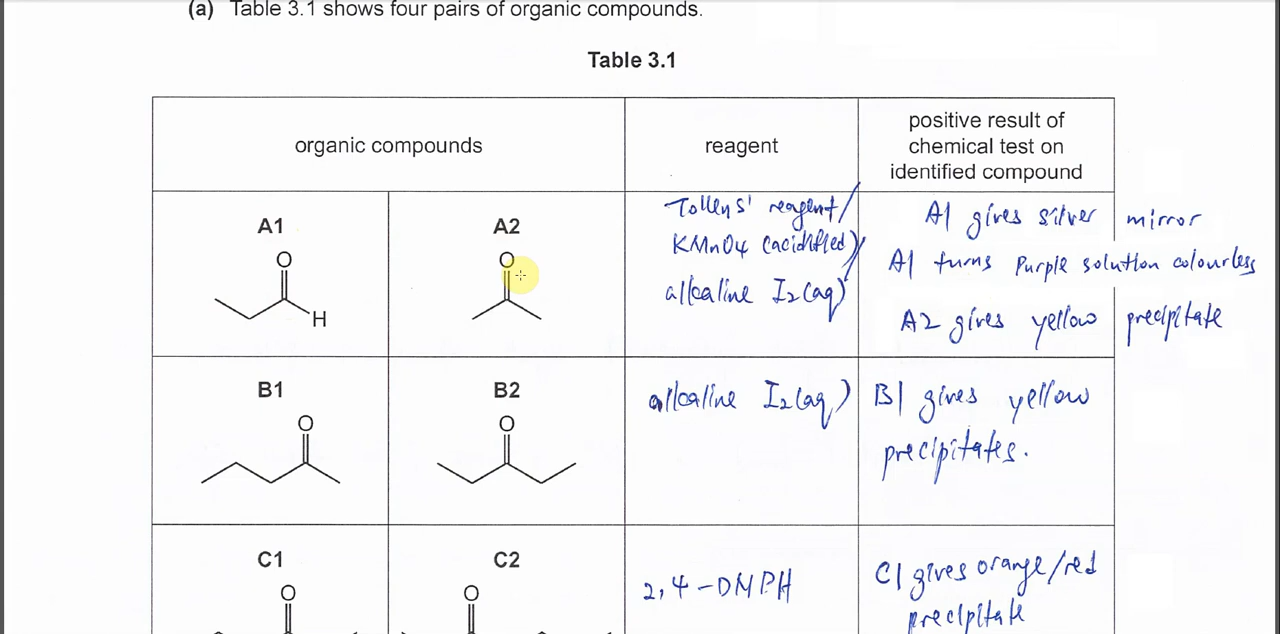 (a) Table 3.1 shows four pairs of organic compounds.
Table 3.1
organic compounds
reagent
positive result of
chemical test on
identified compound
A1
O
H
A2
O
Tollens' reagent/
KMnO4 (acidified)/
alkaline I2(aq)
A1 gives silver mirror
A1 turns Purple solution colourless
A2 gives yellow precipitate
B1
O
B2
O
alkaline I2(aq)
B1 gives yellow
precipitates.
C1
O
C2
O
2,4-DNPH
C1 gives orange/red
precipitate